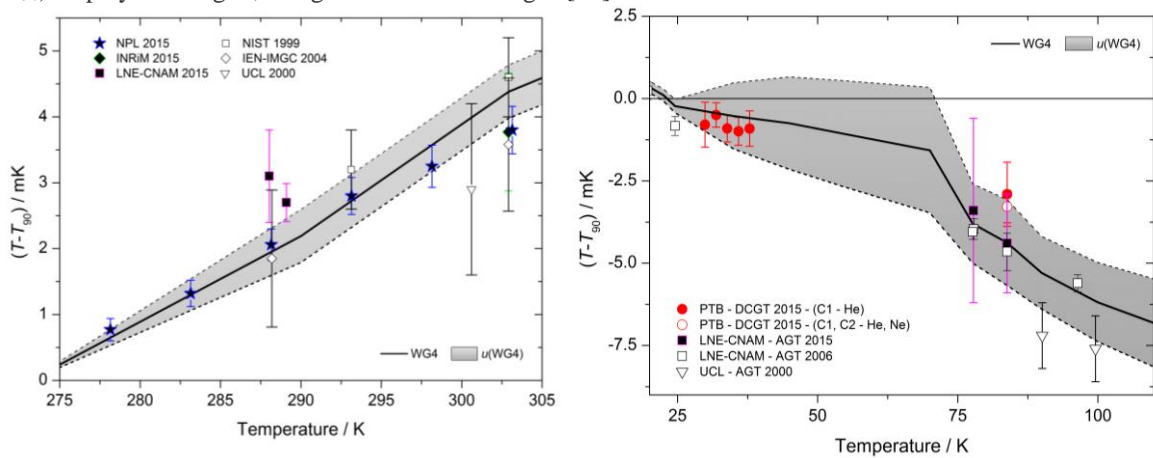 NPL 2015
INRiM 2015
LNE-CNAM 2015
NIST 1999
IEN-IMGC 2004
UCL 2000
WG4
u(WG4)
(T-T90) / mK
5
4
3
2
1
0
275
280
285
290
295
300
305
Temperature / K
WG4
u(WG4)
(T-T90) / mK
2.5
0.0
-2.5
-5.0
-7.5
PTB - DCGT 2015 - (C1 - He)
PTB - DCGT 2015 - (C1, C2 - He, Ne)
LNE-CNAM - AGT 2015
LNE-CNAM - AGT 2006
UCL - AGT 2000
25
50
75
100
Temperature / K